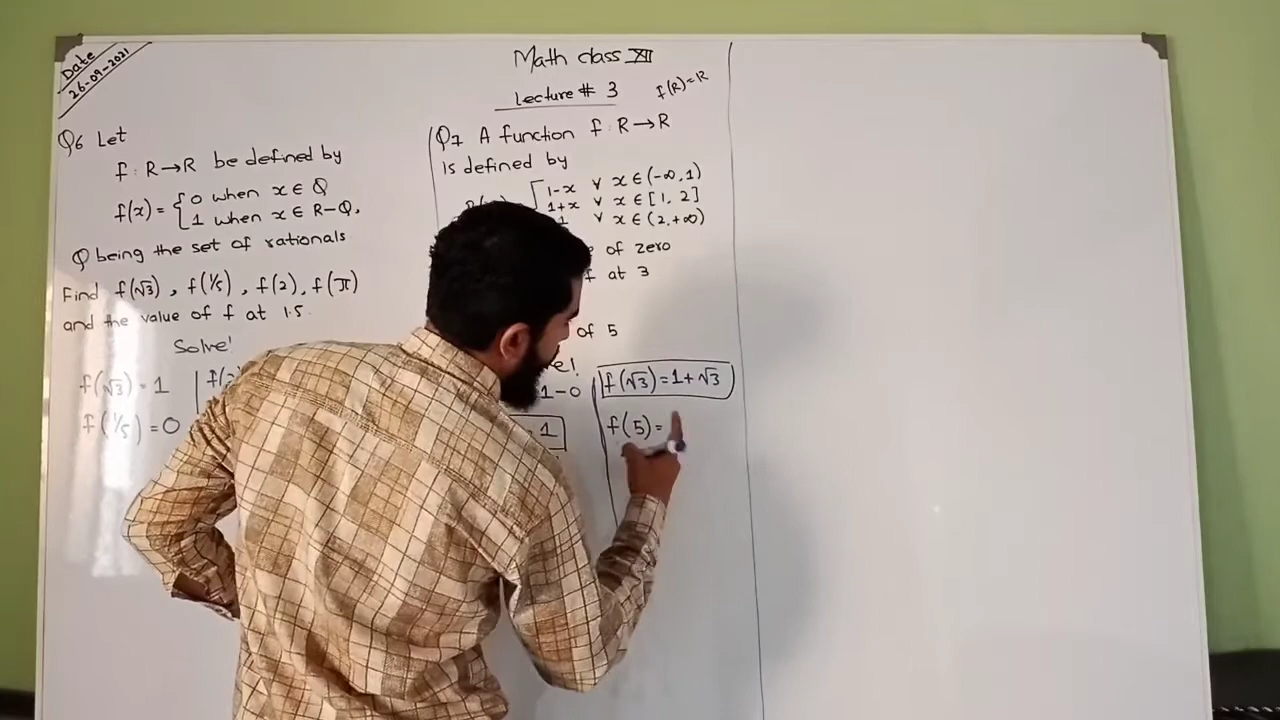 Date
26-09-2021
Math class XII
Lecture # 3
f(R)=R
Q6 Let
f : R→R be defined by
f(x) = { 0 when x ∈ Q
1 when x ∈ R-Q,
Q being the set of rationals
Find f(√3), f(1/5), f(2), f(π)
and the value of f at 1.5.
Solve!
f(√3) = 1
f(1/5) = 0
Q7 A function f : R→R
is defined by
1-x ∀ x ∈ (-∞,1)
1+x ∀ x ∈ [1, 2]
1 ∀ x ∈ (2,+∞)
of zero
f at 3
of 5
1-0
1
f(√3) = 1+√3
f(5) =